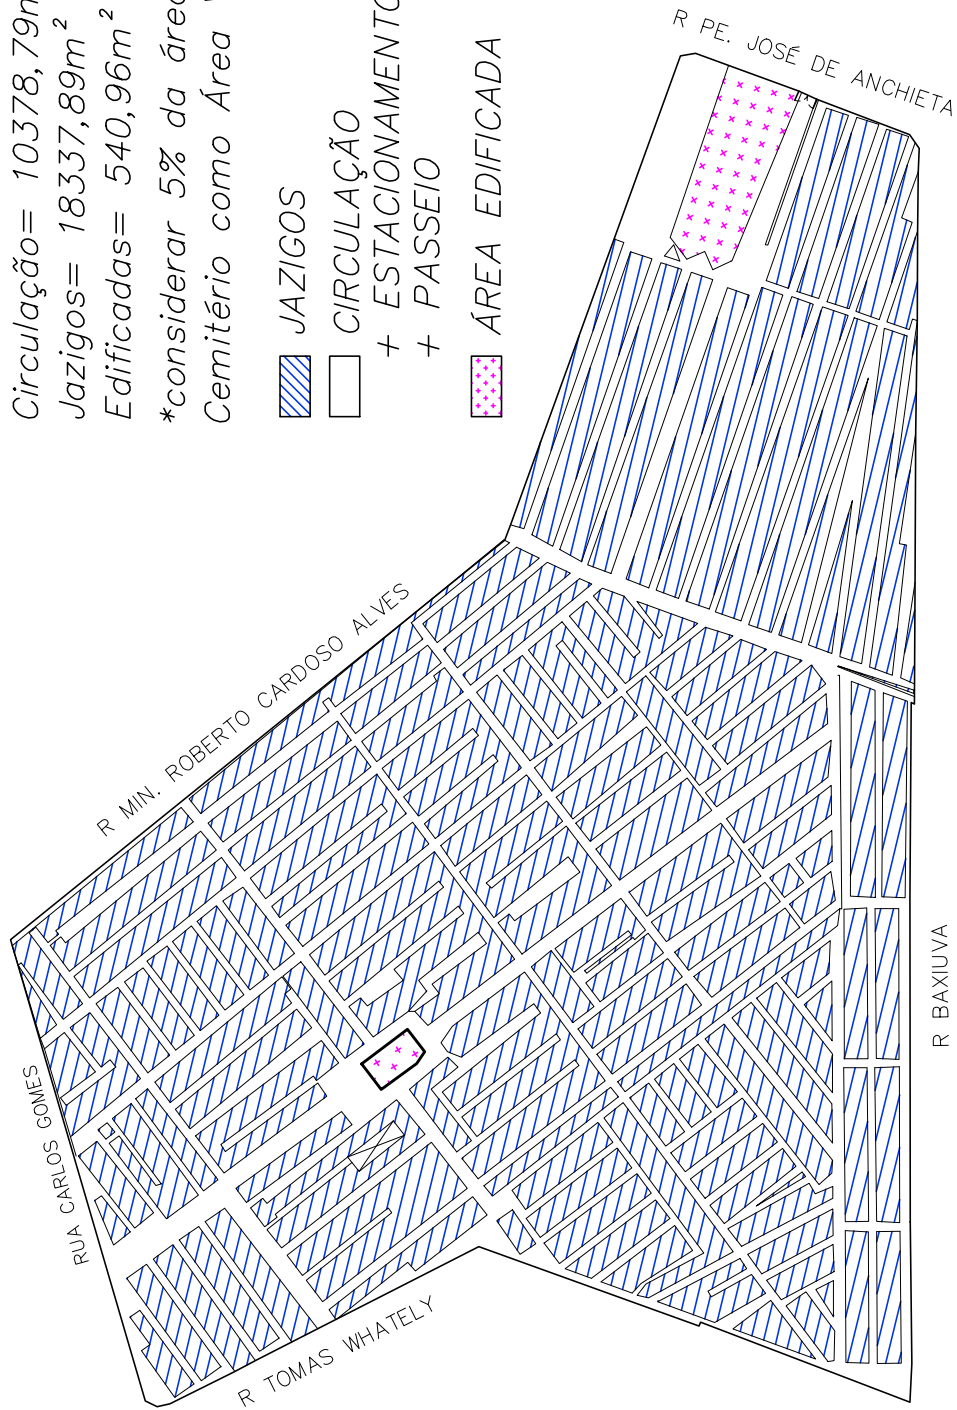 Circulação= 10378,79m
Jazigos= 18337,89m²
Edificadas= 540,96m²
*considerar 5% da área
Cemitério como Área
JAZIGOS
CIRCULAÇÃO
+ ESTACIONAMENTO
+ PASSEIO
ÁREA EDIFICADA
R PE. JOSÉ DE ANCHIETA
R MIN. ROBERTO CARDOSO ALVES
RUA CARLOS GOMES
R TOMAS WHATELY
R BAXIUVA